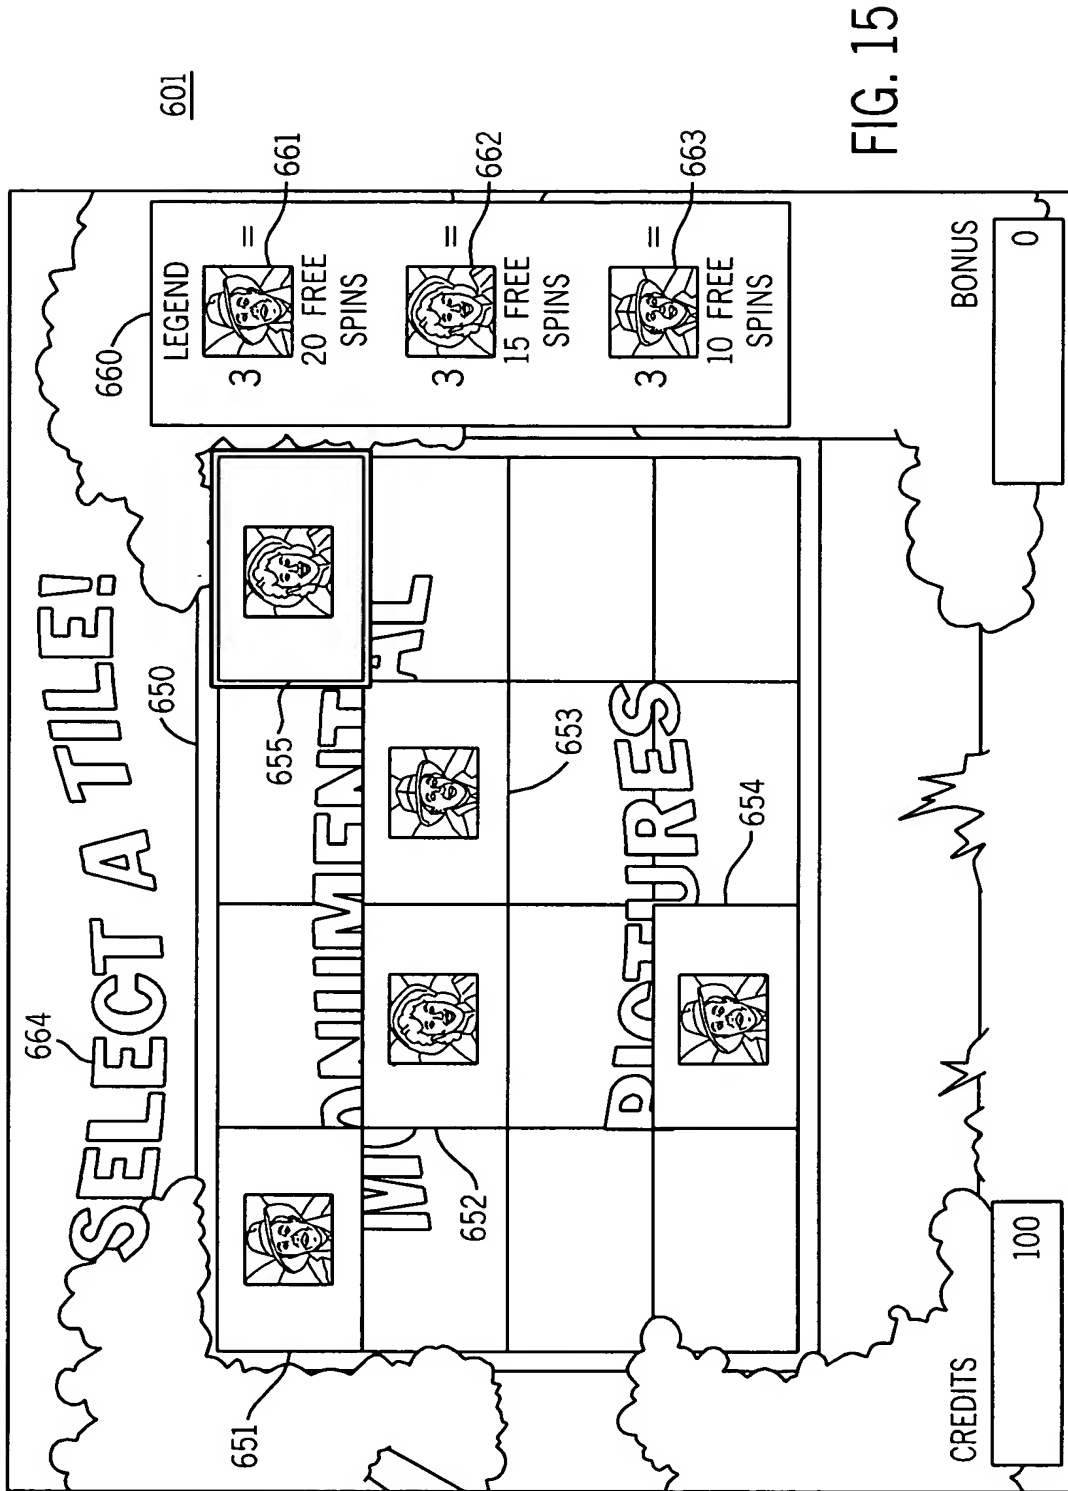 664
SELECT A TILE!
650
660
601
LEGEND
3 =
661
20 FREE
SPINS
3 =
662
15 FREE
SPINS
3 =
663
10 FREE
SPINS
651
655
MONUMENTAL
652
653
PICTURES
654
CREDITS
100
BONUS
0
FIG. 15